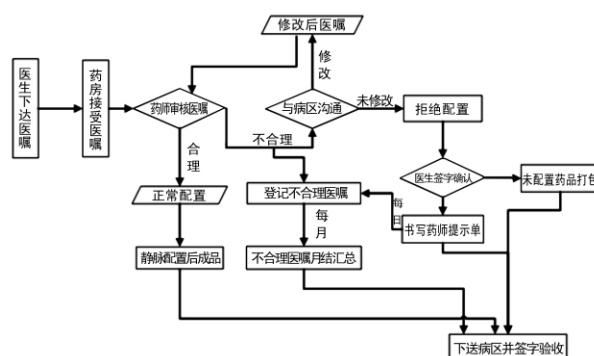 修改后医嘱
医生下达医嘱
药房接受医嘱
药师审核医嘱
修改
与病区沟通
未修改
拒绝配置
不合理
合理
医生签字确认
未配置药品打包
正常配置
登记不合理医嘱
每日
书写药师提示单
每月
静脉配置后成品
不合理医嘱月结汇总
下送病区并签字验收